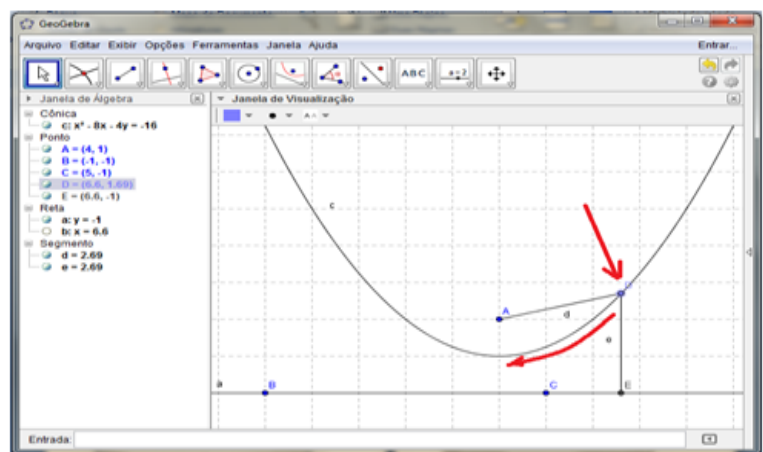 GeoGebra
Arquivo Editar Exibir Opções Ferramentas Janela Ajuda
Entrar...
ABC
a=2
Janela de Álgebra
Janela de Visualização
Cônica
c: x² - 8x - 4y = -16
Ponto
A = (4, 1)
B = (-1, -1)
C = (5, -1)
D = (6.6, 1.69)
E = (6.6, -1)
Reta
a: y = -1
b: x = 6.6
Segmento
d = 2.69
e = 2.69
c
D
A
d
e
a
B
C
E
Entrada: